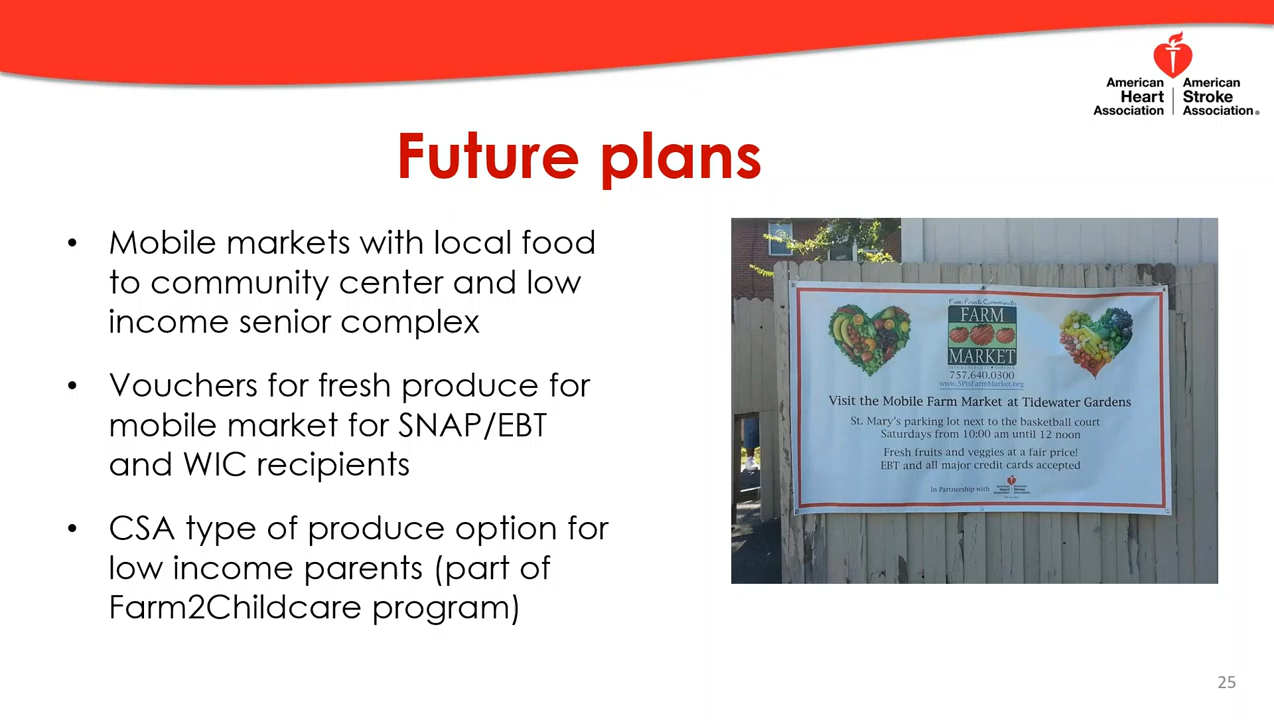 American Heart Association
American Stroke Association®
Future plans
• Mobile markets with local food
to community center and low
income senior complex
• Vouchers for fresh produce for
mobile market for SNAP/EBT
and WIC recipients
• CSA type of produce option for
low income parents (part of
Farm2Childcare program)
Five Points Community
FARM
MARKET
757.640.0300
www.5PtsFarmMarket.org
Visit the Mobile Farm Market at Tidewater Gardens
St. Mary's parking lot next to the basketball court
Saturdays from 10:00 am until 12 noon
Fresh fruits and veggies at a fair price!
EBT and all major credit cards accepted
In Partnership with
25